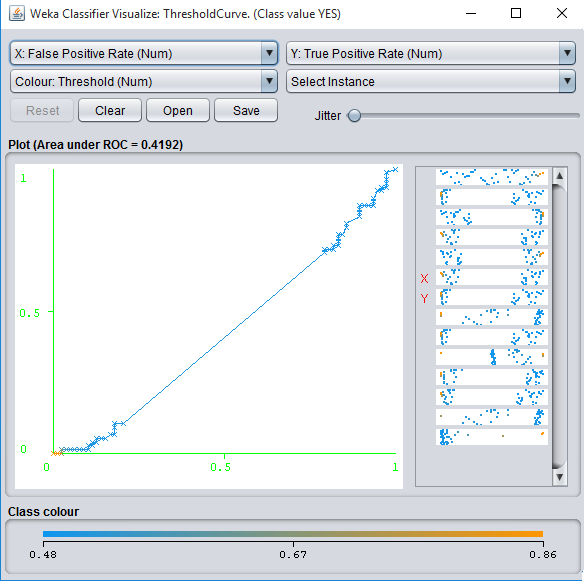 Weka Classifier Visualize: ThresholdCurve. (Class value YES)
X: False Positive Rate (Num) Y: True Positive Rate (Num)
Colour: Threshold (Num) Select Instance
Reset Clear Open Save Jitter
Plot (Area under ROC = 0.4192)
1
X
Y
0.5
0
0 0.5 1
Class colour
0.48 0.67 0.86